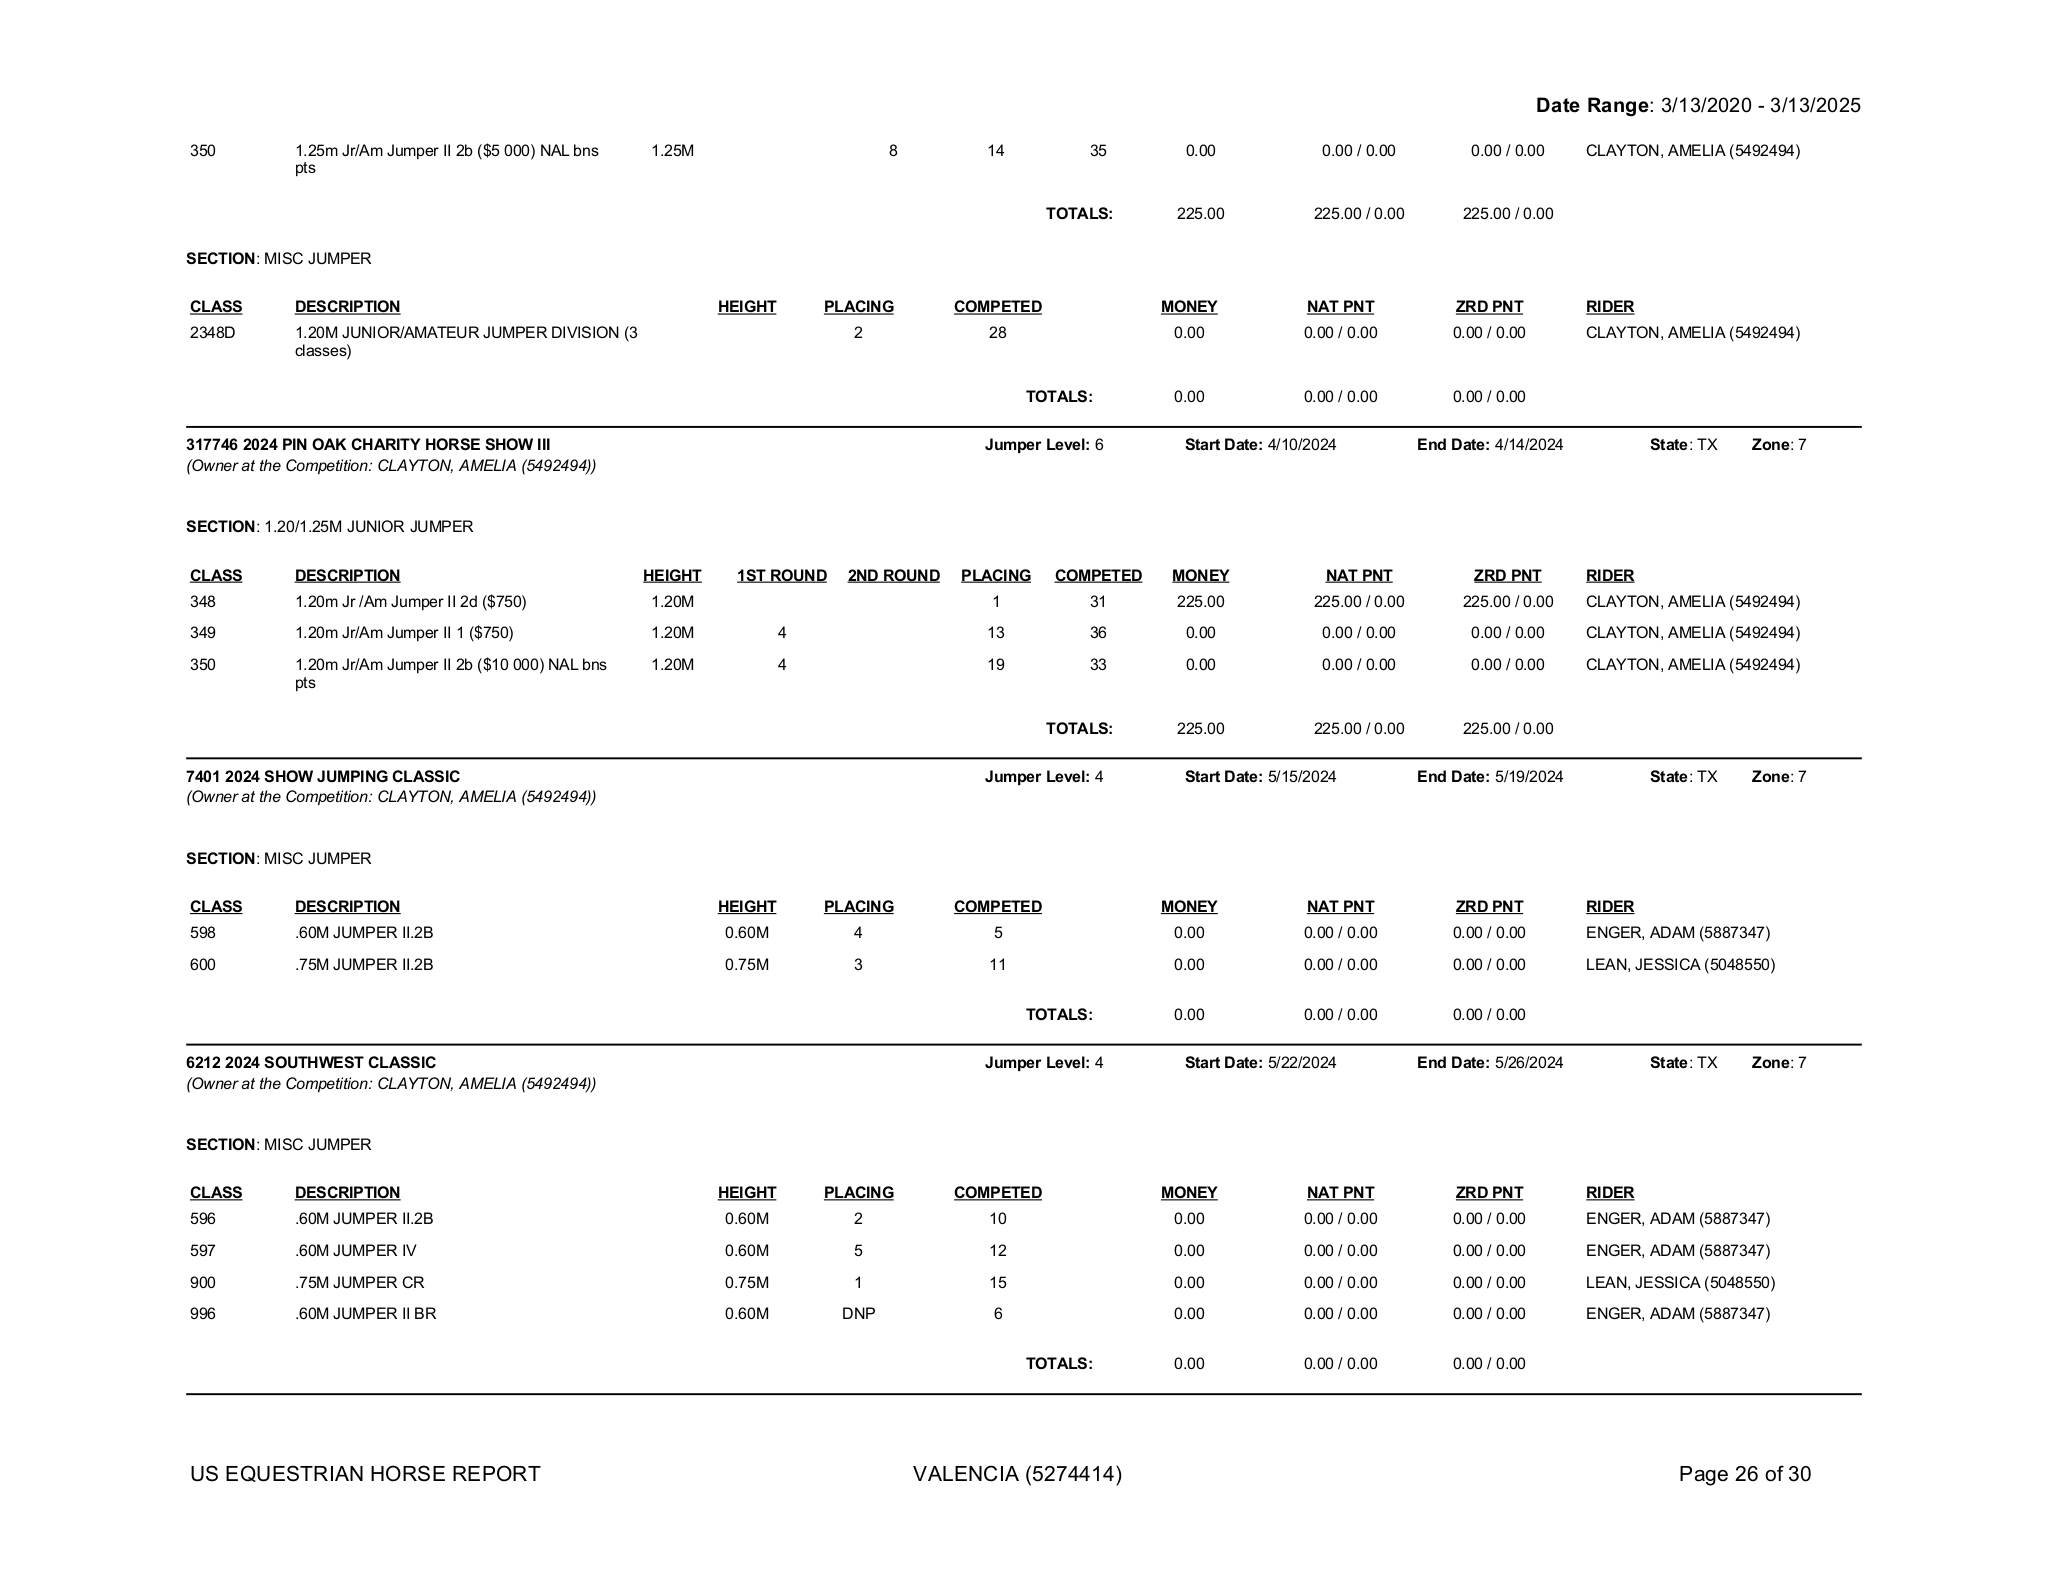 Date Range: 3/13/2020 - 3/13/2025
350 1.25m Jr/Am Jumper II 2b ($5 000) NAL bns 1.25M 8 14 35 0.00 0.00 / 0.00 0.00 / 0.00 CLAYTON, AMELIA (5492494)
pts
TOTALS: 225.00 225.00 / 0.00 225.00 / 0.00
SECTION: MISC JUMPER
CLASS DESCRIPTION HEIGHT PLACING COMPETED MONEY NAT PNT ZRD PNT RIDER
2348D 1.20M JUNIOR/AMATEUR JUMPER DIVISION (3 2 28 0.00 0.00 / 0.00 0.00 / 0.00 CLAYTON, AMELIA (5492494)
classes)
TOTALS: 0.00 0.00 / 0.00 0.00 / 0.00
317746 2024 PIN OAK CHARITY HORSE SHOW III Jumper Level: 6 Start Date: 4/10/2024 End Date: 4/14/2024 State: TX Zone: 7
(Owner at the Competition: CLAYTON, AMELIA (5492494))
SECTION: 1.20/1.25M JUNIOR JUMPER
CLASS DESCRIPTION HEIGHT 1ST ROUND 2ND ROUND PLACING COMPETED MONEY NAT PNT ZRD PNT RIDER
348 1.20m Jr /Am Jumper II 2d ($750) 1.20M 1 31 225.00 225.00 / 0.00 225.00 / 0.00 CLAYTON, AMELIA (5492494)
349 1.20m Jr/Am Jumper II 1 ($750) 1.20M 4 13 36 0.00 0.00 / 0.00 0.00 / 0.00 CLAYTON, AMELIA (5492494)
350 1.20m Jr/Am Jumper II 2b ($10 000) NAL bns 1.20M 4 19 33 0.00 0.00 / 0.00 0.00 / 0.00 CLAYTON, AMELIA (5492494)
pts
TOTALS: 225.00 225.00 / 0.00 225.00 / 0.00
7401 2024 SHOW JUMPING CLASSIC Jumper Level: 4 Start Date: 5/15/2024 End Date: 5/19/2024 State: TX Zone: 7
(Owner at the Competition: CLAYTON, AMELIA (5492494))
SECTION: MISC JUMPER
CLASS DESCRIPTION HEIGHT PLACING COMPETED MONEY NAT PNT ZRD PNT RIDER
598 .60M JUMPER II.2B 0.60M 4 5 0.00 0.00 / 0.00 0.00 / 0.00 ENGER, ADAM (5887347)
600 .75M JUMPER II.2B 0.75M 3 11 0.00 0.00 / 0.00 0.00 / 0.00 LEAN, JESSICA (5048550)
TOTALS: 0.00 0.00 / 0.00 0.00 / 0.00
6212 2024 SOUTHWEST CLASSIC Jumper Level: 4 Start Date: 5/22/2024 End Date: 5/26/2024 State: TX Zone: 7
(Owner at the Competition: CLAYTON, AMELIA (5492494))
SECTION: MISC JUMPER
CLASS DESCRIPTION HEIGHT PLACING COMPETED MONEY NAT PNT ZRD PNT RIDER
596 .60M JUMPER II.2B 0.60M 2 10 0.00 0.00 / 0.00 0.00 / 0.00 ENGER, ADAM (5887347)
597 .60M JUMPER IV 0.60M 5 12 0.00 0.00 / 0.00 0.00 / 0.00 ENGER, ADAM (5887347)
900 .75M JUMPER CR 0.75M 1 15 0.00 0.00 / 0.00 0.00 / 0.00 LEAN, JESSICA (5048550)
996 .60M JUMPER II BR 0.60M DNP 6 0.00 0.00 / 0.00 0.00 / 0.00 ENGER, ADAM (5887347)
TOTALS: 0.00 0.00 / 0.00 0.00 / 0.00
US EQUESTRIAN HORSE REPORT VALENCIA (5274414) Page 26 of 30